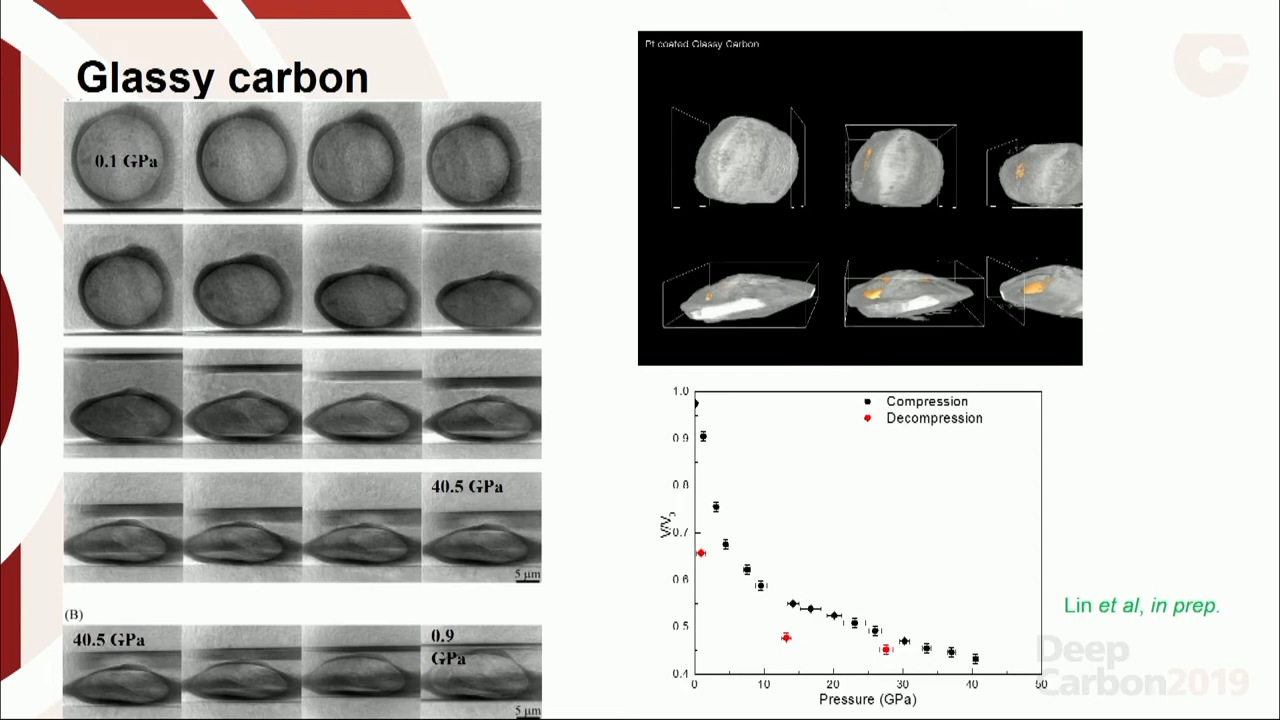 Glassy carbon
0.1 GPa
40.5 GPa
5 μm
(B)
40.5 GPa
0.9
GPa
5 μm
Pt coated Glassy Carbon
1.0
0.9
0.8
0.7
0.6
0.5
0.4
V/V₀
Compression
Decompression
0
10
20
30
40
50
Pressure (GPa)
Lin et al, in prep.
Deep
Carbon2019